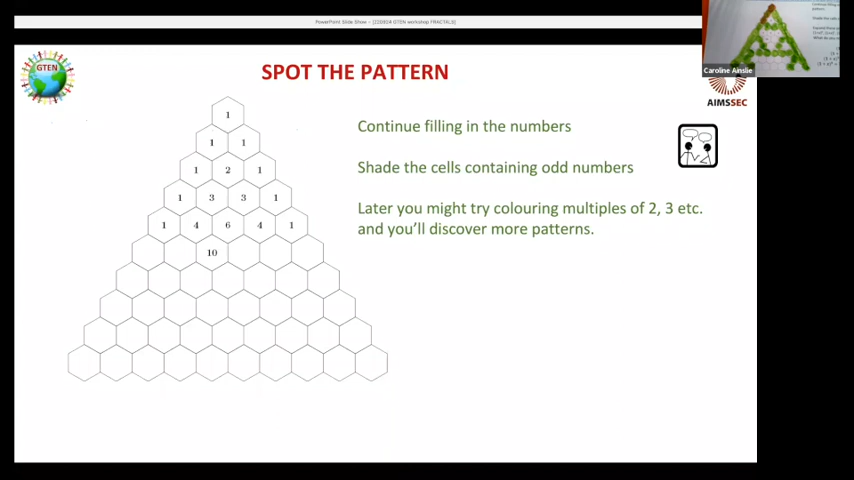 PowerPoint Slide Show - [220924 GTEN workshop FRACTALS]
GTEN
SPOT THE PATTERN
Caroline Ainslie
AIMSSEC
1
1 1
1 2 1
1 3 3 1
1 4 6 4 1
10
Continue filling in the numbers
Shade the cells containing odd numbers
Later you might try colouring multiples of 2, 3 etc.
and you'll discover more patterns.